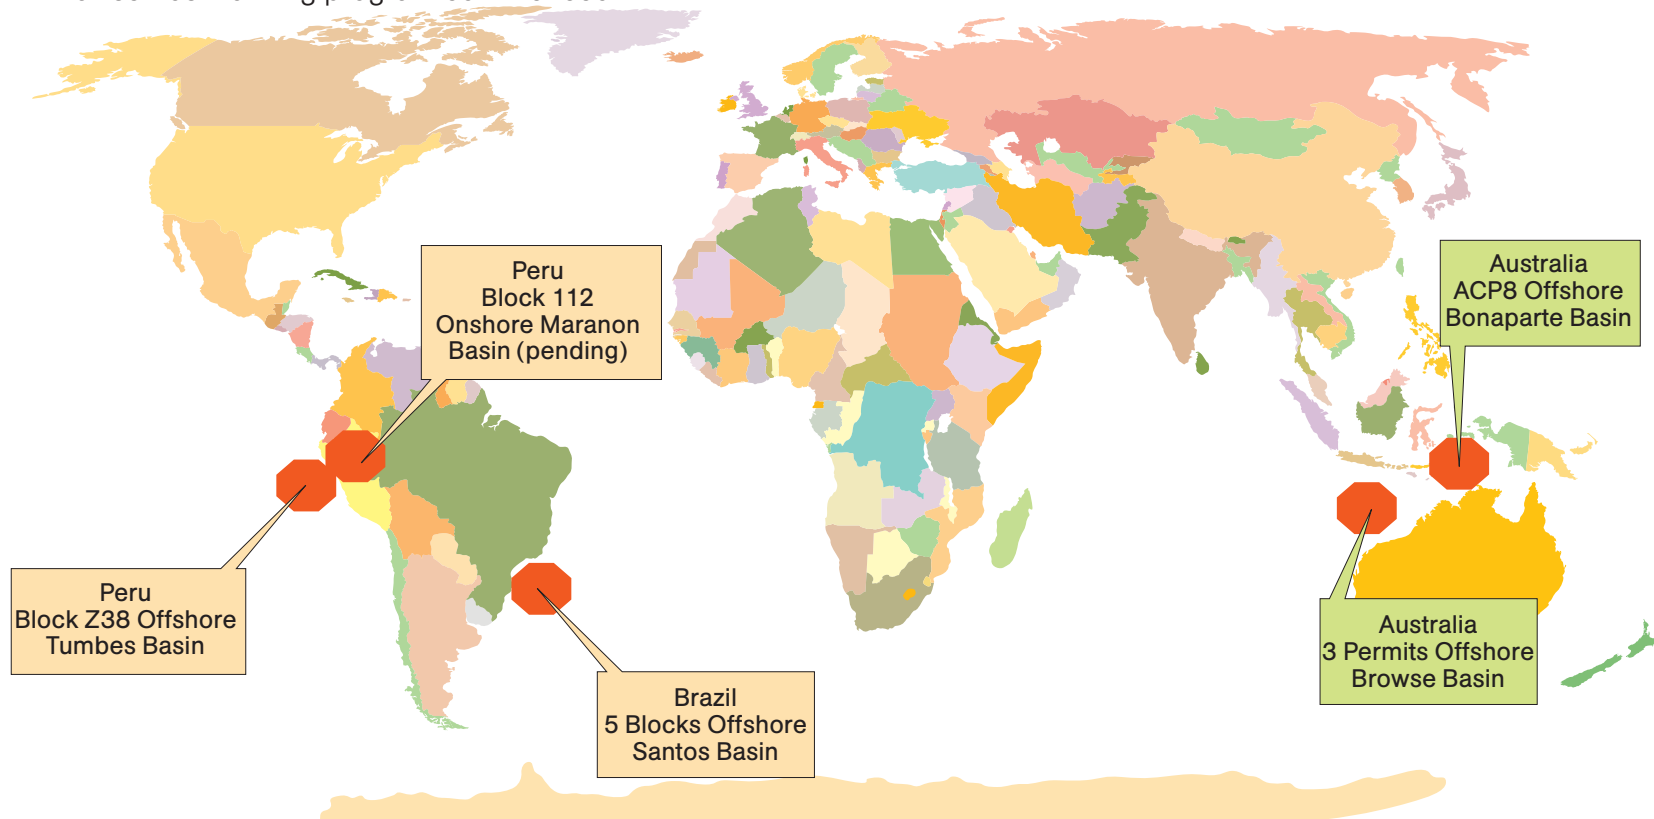 Peru
Block 112
Onshore Maranon
Basin (pending)
Australia
ACP8 Offshore
Bonaparte Basin
Peru
Block Z38 Offshore
Tumbes Basin
Brazil
5 Blocks Offshore
Santos Basin
Australia
3 Permits Offshore
Browse Basin